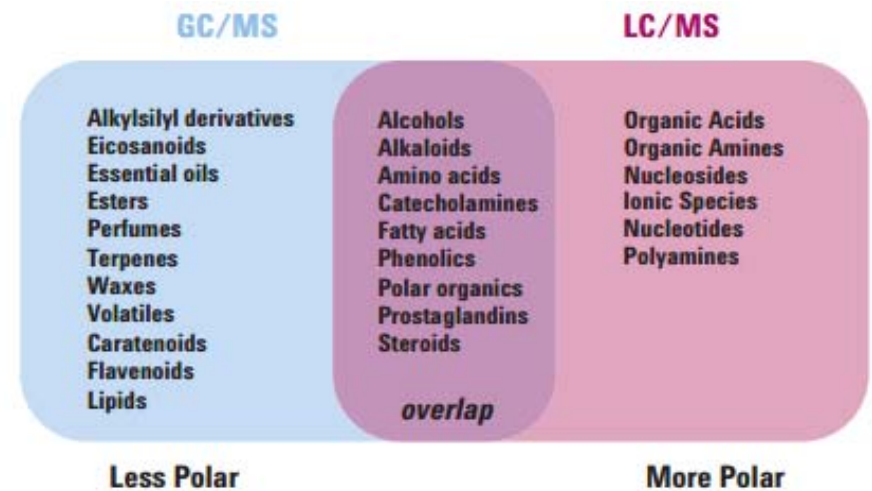 GC/MS
LC/MS
Alkylsilyl derivatives
Eicosanoids
Essential oils
Esters
Perfumes
Terpenes
Waxes
Volatiles
Caratenoids
Flavenoids
Lipids
Alcohols
Alkaloids
Amino acids
Catecholamines
Fatty acids
Phenolics
Polar organics
Prostaglandins
Steroids
overlap
Organic Acids
Organic Amines
Nucleosides
Ionic Species
Nucleotides
Polyamines
Less Polar
More Polar